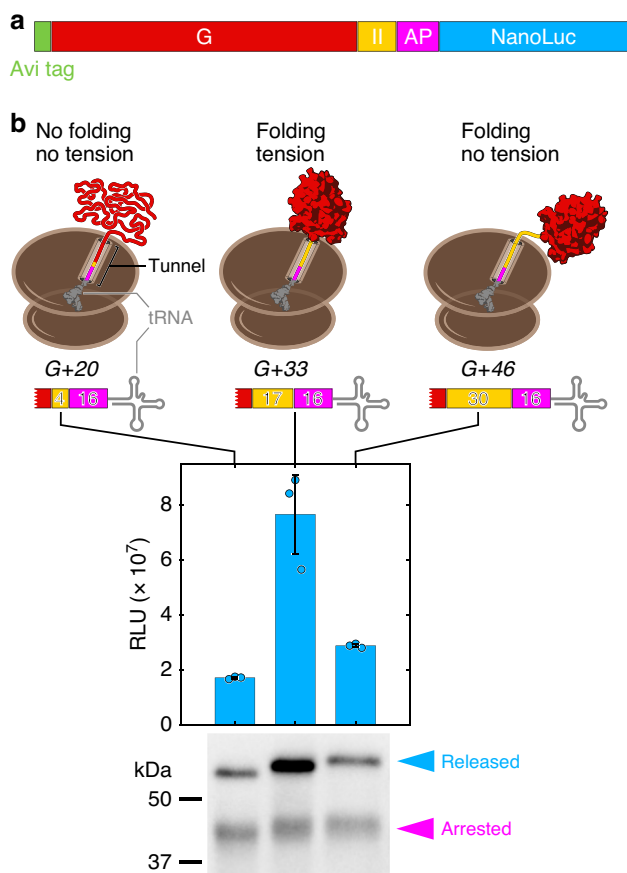 a
G II AP NanoLuc
Avi tag
b
No folding
no tension
Folding
tension
Folding
no tension
Tunnel
tRNA
G+20
G+33
G+46
4 16
17 16
30 16
RLU (× 10⁷)
8
6
4
2
0
kDa
50
37
Released
Arrested